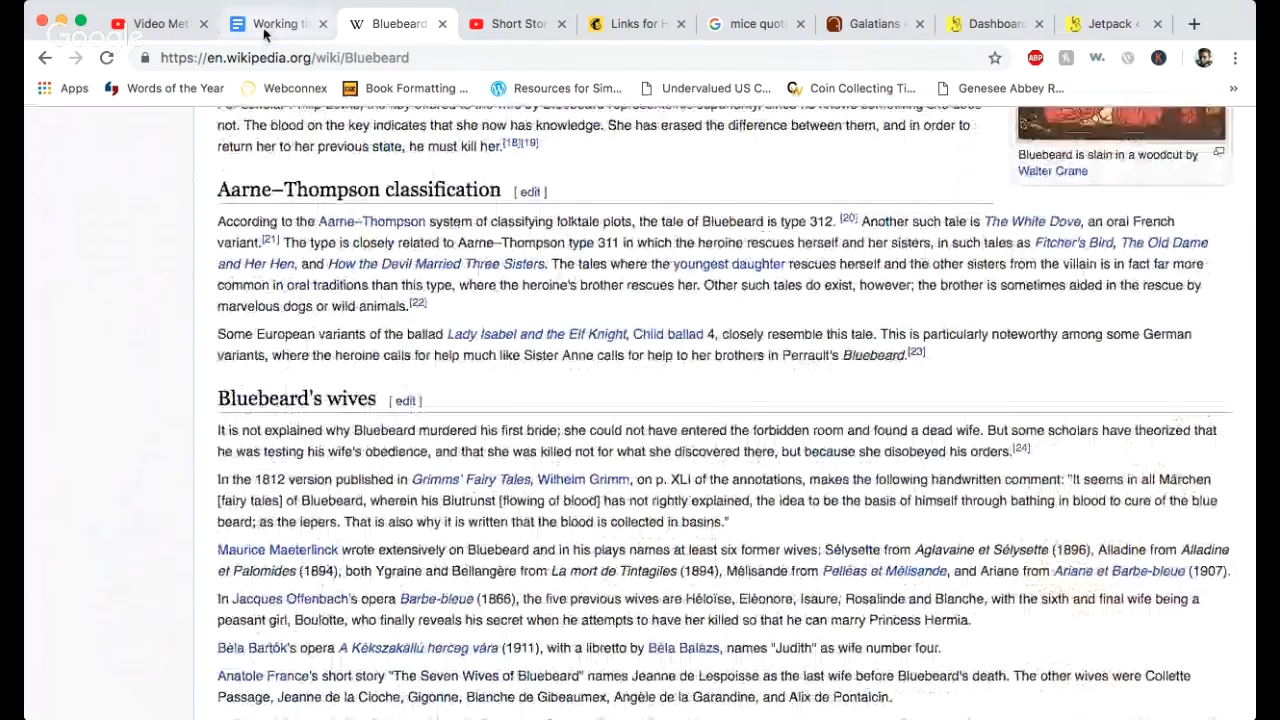 Video Met
Working ti
Bluebeard
Short Sto
Links for
mice quot
Galatians
Dashboar
Jetpack
Google
https://en.wikipedia.org/wiki/Bluebeard
ABP
Apps
Words of the Year
Webconnex
Book Formatting ...
Resources for Sim...
Undervalued US C...
Coin Collecting Ti...
Genesee Abbey R...
not. The blood on the key indicates that she now has knowledge. She has erased the difference between them, and in order to
return her to her previous state, he must kill her.[18][19]
Bluebeard is slain in a woodcut by
Walter Crane
Aarne–Thompson classification [ edit ]
According to the Aarne–Thompson system of classifying folktale plots, the tale of Bluebeard is type 312. [20] Another such tale is The White Dove, an oral French
variant.[21] The type is closely related to Aarne–Thompson type 311 in which the heroine rescues herself and her sisters, in such tales as Fitcher's Bird, The Old Dame
and Her Hen, and How the Devil Married Three Sisters. The tales where the youngest daughter rescues herself and the other sisters from the villain is in fact far more
common in oral traditions than this type, where the heroine's brother rescues her. Other such tales do exist, however; the brother is sometimes aided in the rescue by
marvelous dogs or wild animals.[22]
Some European variants of the ballad Lady Isabel and the Elf Knight, Child ballad 4, closely resemble this tale. This is particularly noteworthy among some German
variants, where the heroine calls for help much like Sister Anne calls for help to her brothers in Perrault's Bluebeard.[23]
Bluebeard's wives [ edit ]
It is not explained why Bluebeard murdered his first bride; she could not have entered the forbidden room and found a dead wife. But some scholars have theorized that
he was testing his wife's obedience, and that she was killed not for what she discovered there, but because she disobeyed his orders.[24]
In the 1812 version published in Grimms' Fairy Tales, Wilhelm Grimm, on p. XLI of the annotations, makes the following handwritten comment: "It seems in all Märchen
[fairy tales] of Bluebeard, wherein his Blutrunst [flowing of blood] has not rightly explained, the idea to be the basis of himself through bathing in blood to cure of the blue
beard; as the lepers. That is also why it is written that the blood is collected in basins."
Maurice Maeterlinck wrote extensively on Bluebeard and in his plays names at least six former wives; Sélysette from Aglavaine et Sélysette (1896), Alladine from Alladine
et Palomides (1894), both Ygraine and Bellangère from La mort de Tintagiles (1894), Mélisande from Pelléas et Mélisande, and Ariane from Ariane et Barbe-bleue (1907).
In Jacques Offenbach's opera Barbe-bleue (1866), the five previous wives are Héloïse, Eléonore, Isaure, Rosalinde and Blanche, with the sixth and final wife being a
peasant girl, Boulotte, who finally reveals his secret when he attempts to have her killed so that he can marry Princess Hermia.
Béla Bartók's opera A Kékszakállú herceg vára (1911), with a libretto by Béla Balázs, names "Judith" as wife number four.
Anatole France's short story "The Seven Wives of Bluebeard" names Jeanne de Lespoisse as the last wife before Bluebeard's death. The other wives were Collette
Passage, Jeanne de la Cloche, Gigonne, Blanche de Gibeaumex, Angèle de la Garandine, and Alix de Pontalcin.